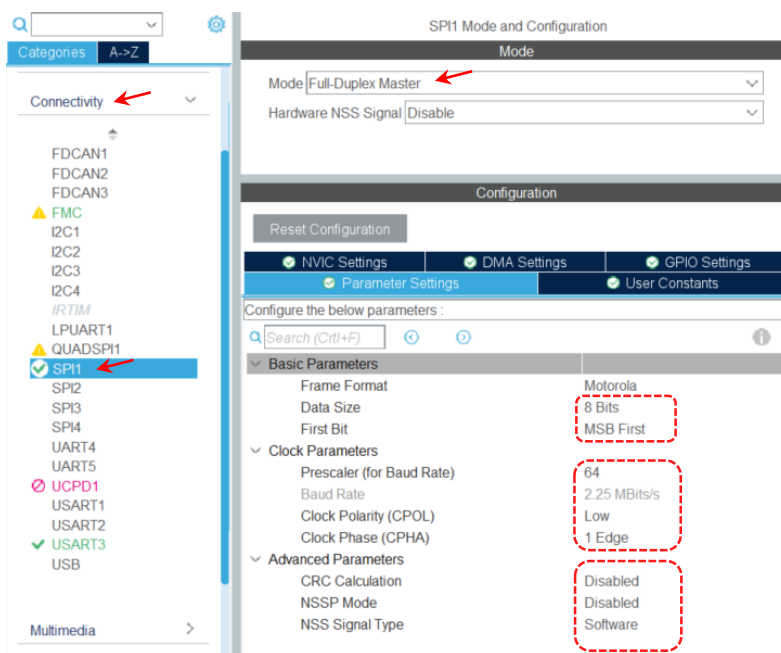 Categories
A->Z
Connectivity
FDCAN1
FDCAN2
FDCAN3
FMC
I2C1
I2C2
I2C3
I2C4
IRTIM
LPUART1
QUADSPI1
SPI1
SPI2
SPI3
SPI4
UART4
UART5
UCPD1
USART1
USART2
USART3
USB
Multimedia
SPI1 Mode and Configuration
Mode
Mode Full-Duplex Master
Hardware NSS Signal Disable
Configuration
Reset Configuration
NVIC Settings
DMA Settings
GPIO Settings
Parameter Settings
User Constants
Configure the below parameters :
Search (Crtl+F)
Basic Parameters
Frame Format Motorola
Data Size 8 Bits
First Bit MSB First
Clock Parameters
Prescaler (for Baud Rate) 64
Baud Rate 2.25 MBits/s
Clock Polarity (CPOL) Low
Clock Phase (CPHA) 1 Edge
Advanced Parameters
CRC Calculation Disabled
NSSP Mode Disabled
NSS Signal Type Software